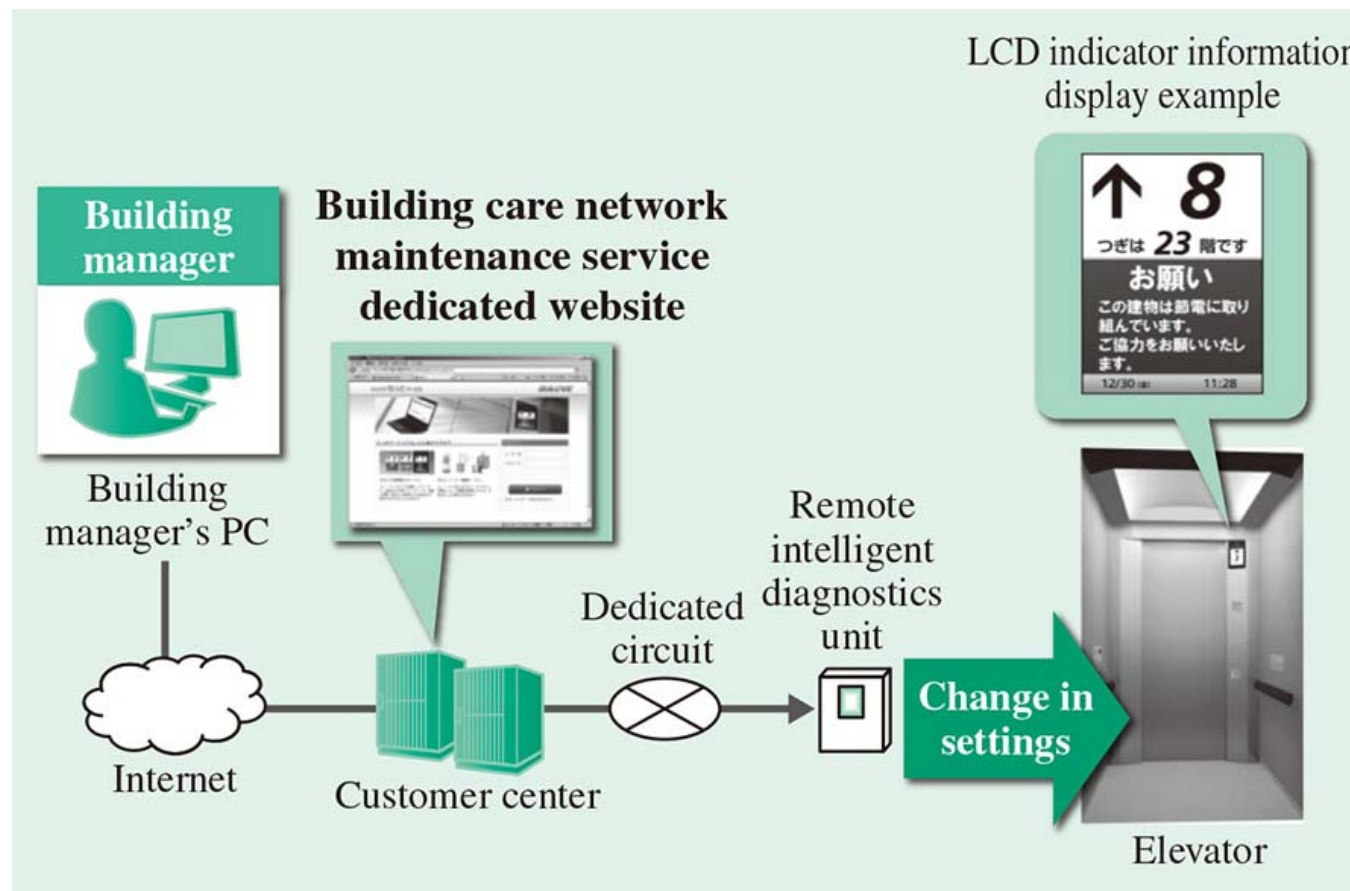 LCD indicator information
display example
↑ 8
つぎは 23 階です
お願い
この建物は節電に取り
組んでいます。
ご協力をお願いいたし
ます。
12/30 11:28
Building
manager
Building care network
maintenance service
dedicated website
Building
manager's PC
Internet
Customer center
Dedicated
circuit
Remote
intelligent
diagnostics
unit
Change in
settings
Elevator